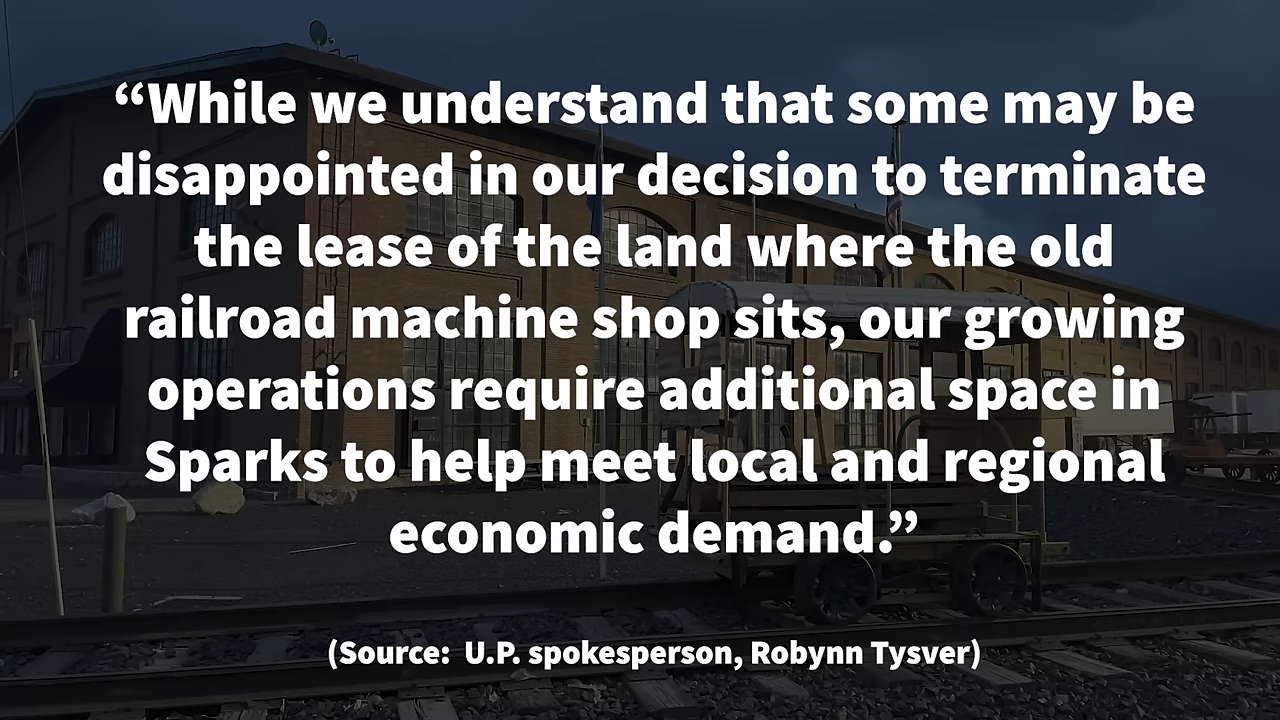 “While we understand that some may be
disappointed in our decision to terminate
the lease of the land where the old
railroad machine shop sits, our growing
operations require additional space in
Sparks to help meet local and regional
economic demand.”
(Source:  U.P. spokesperson, Robynn Tysver)